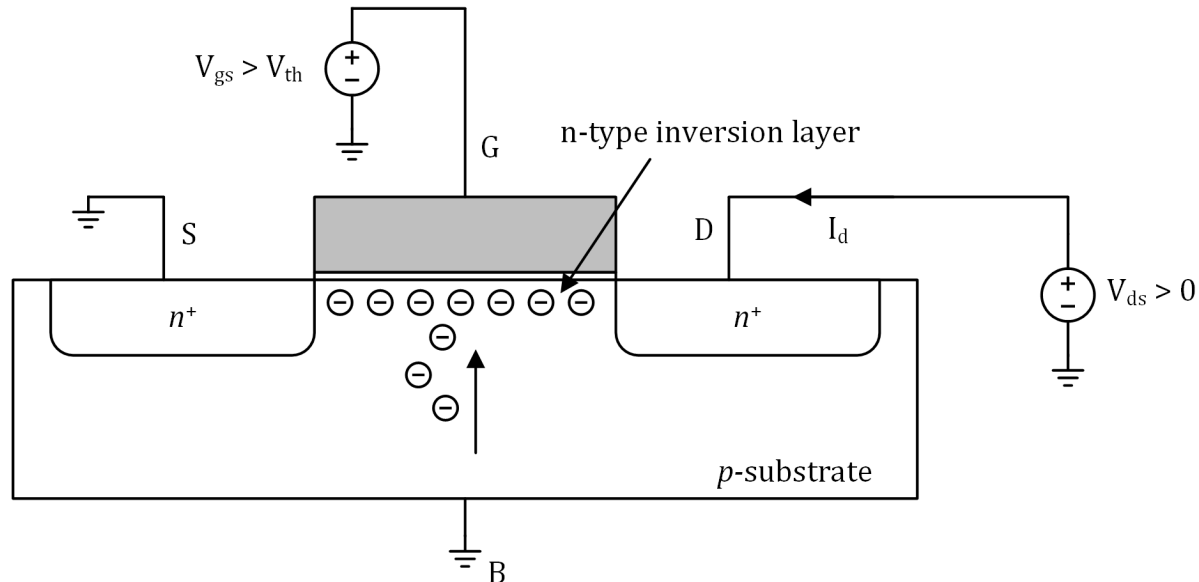 V_gs > V_th
+
−
G
n-type inversion layer
S
D
I_d
+
−
V_ds > 0
n⁺
− − − − − − −
n⁺
−
−
−
p-substrate
B